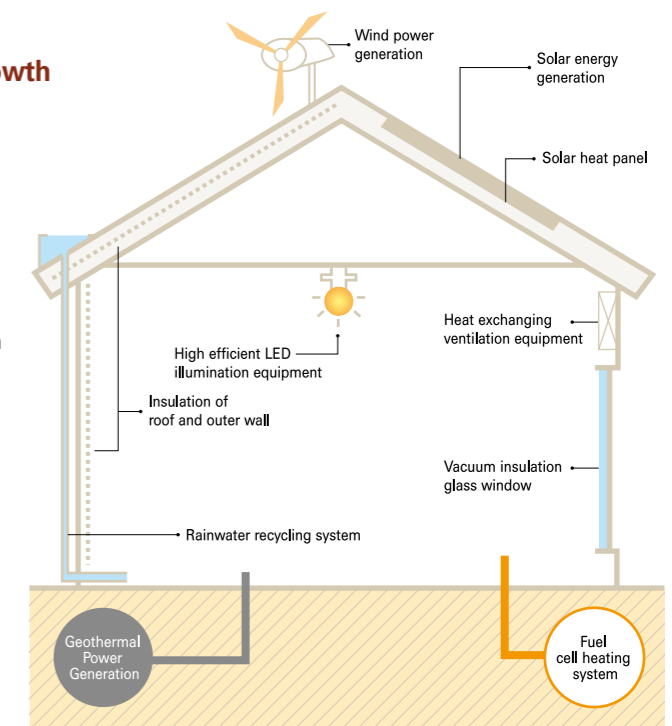 Wind power
generation
owth
Solar energy
generation
Solar heat panel
Heat exchanging
ventilation equipment
High efficient LED
illumination equipment
Insulation of
roof and outer wall
Vacuum insulation
glass window
Rainwater recycling system
Geothermal
Power
Generation
Fuel
cell heating
system